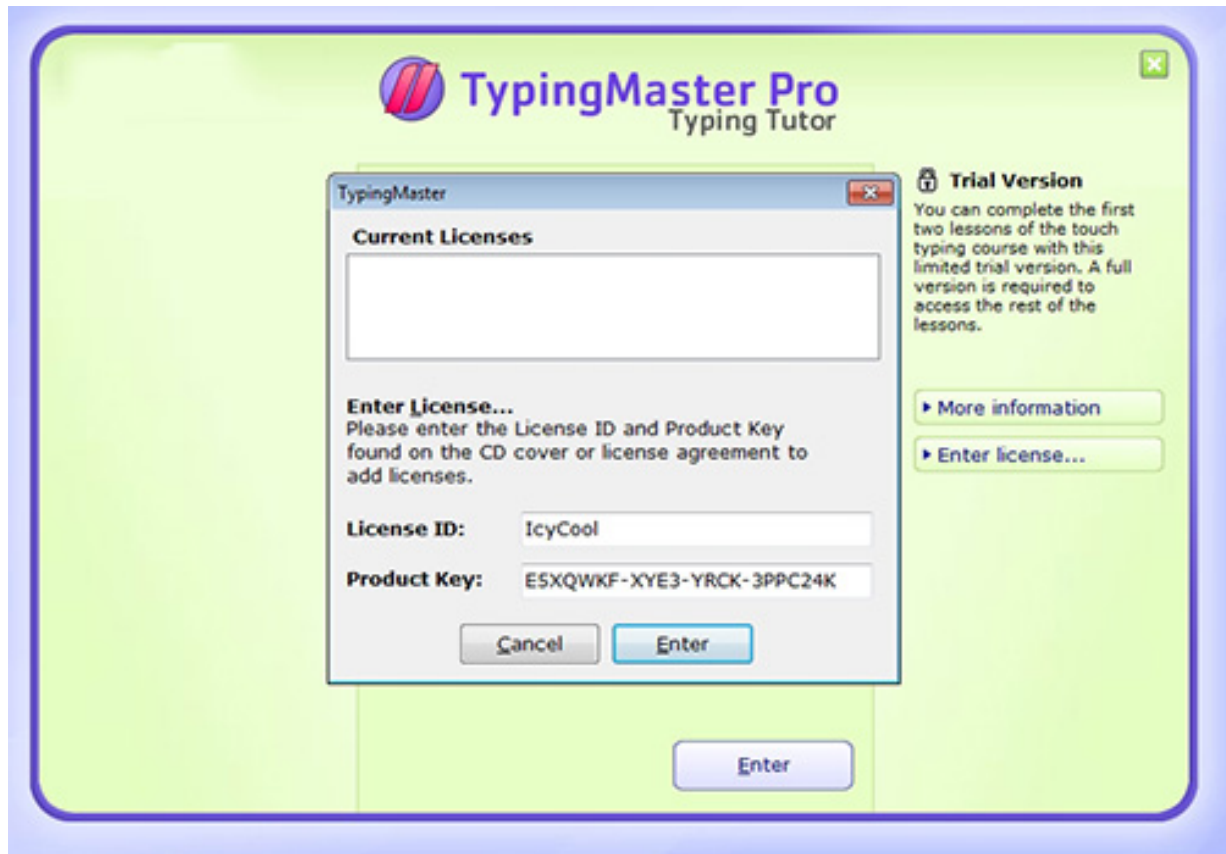 TypingMaster Pro
Typing Tutor
TypingMaster
Current Licenses
Enter License...
Please enter the License ID and Product Key
found on the CD cover or license agreement to
add licenses.
License ID: IcyCool
Product Key: E5XQWKF-XYE3-YRCK-3PPC24K
Cancel Enter
Enter
Trial Version
You can complete the first
two lessons of the touch
typing course with this
limited trial version. A full
version is required to
access the rest of the
lessons.
More information
Enter license...